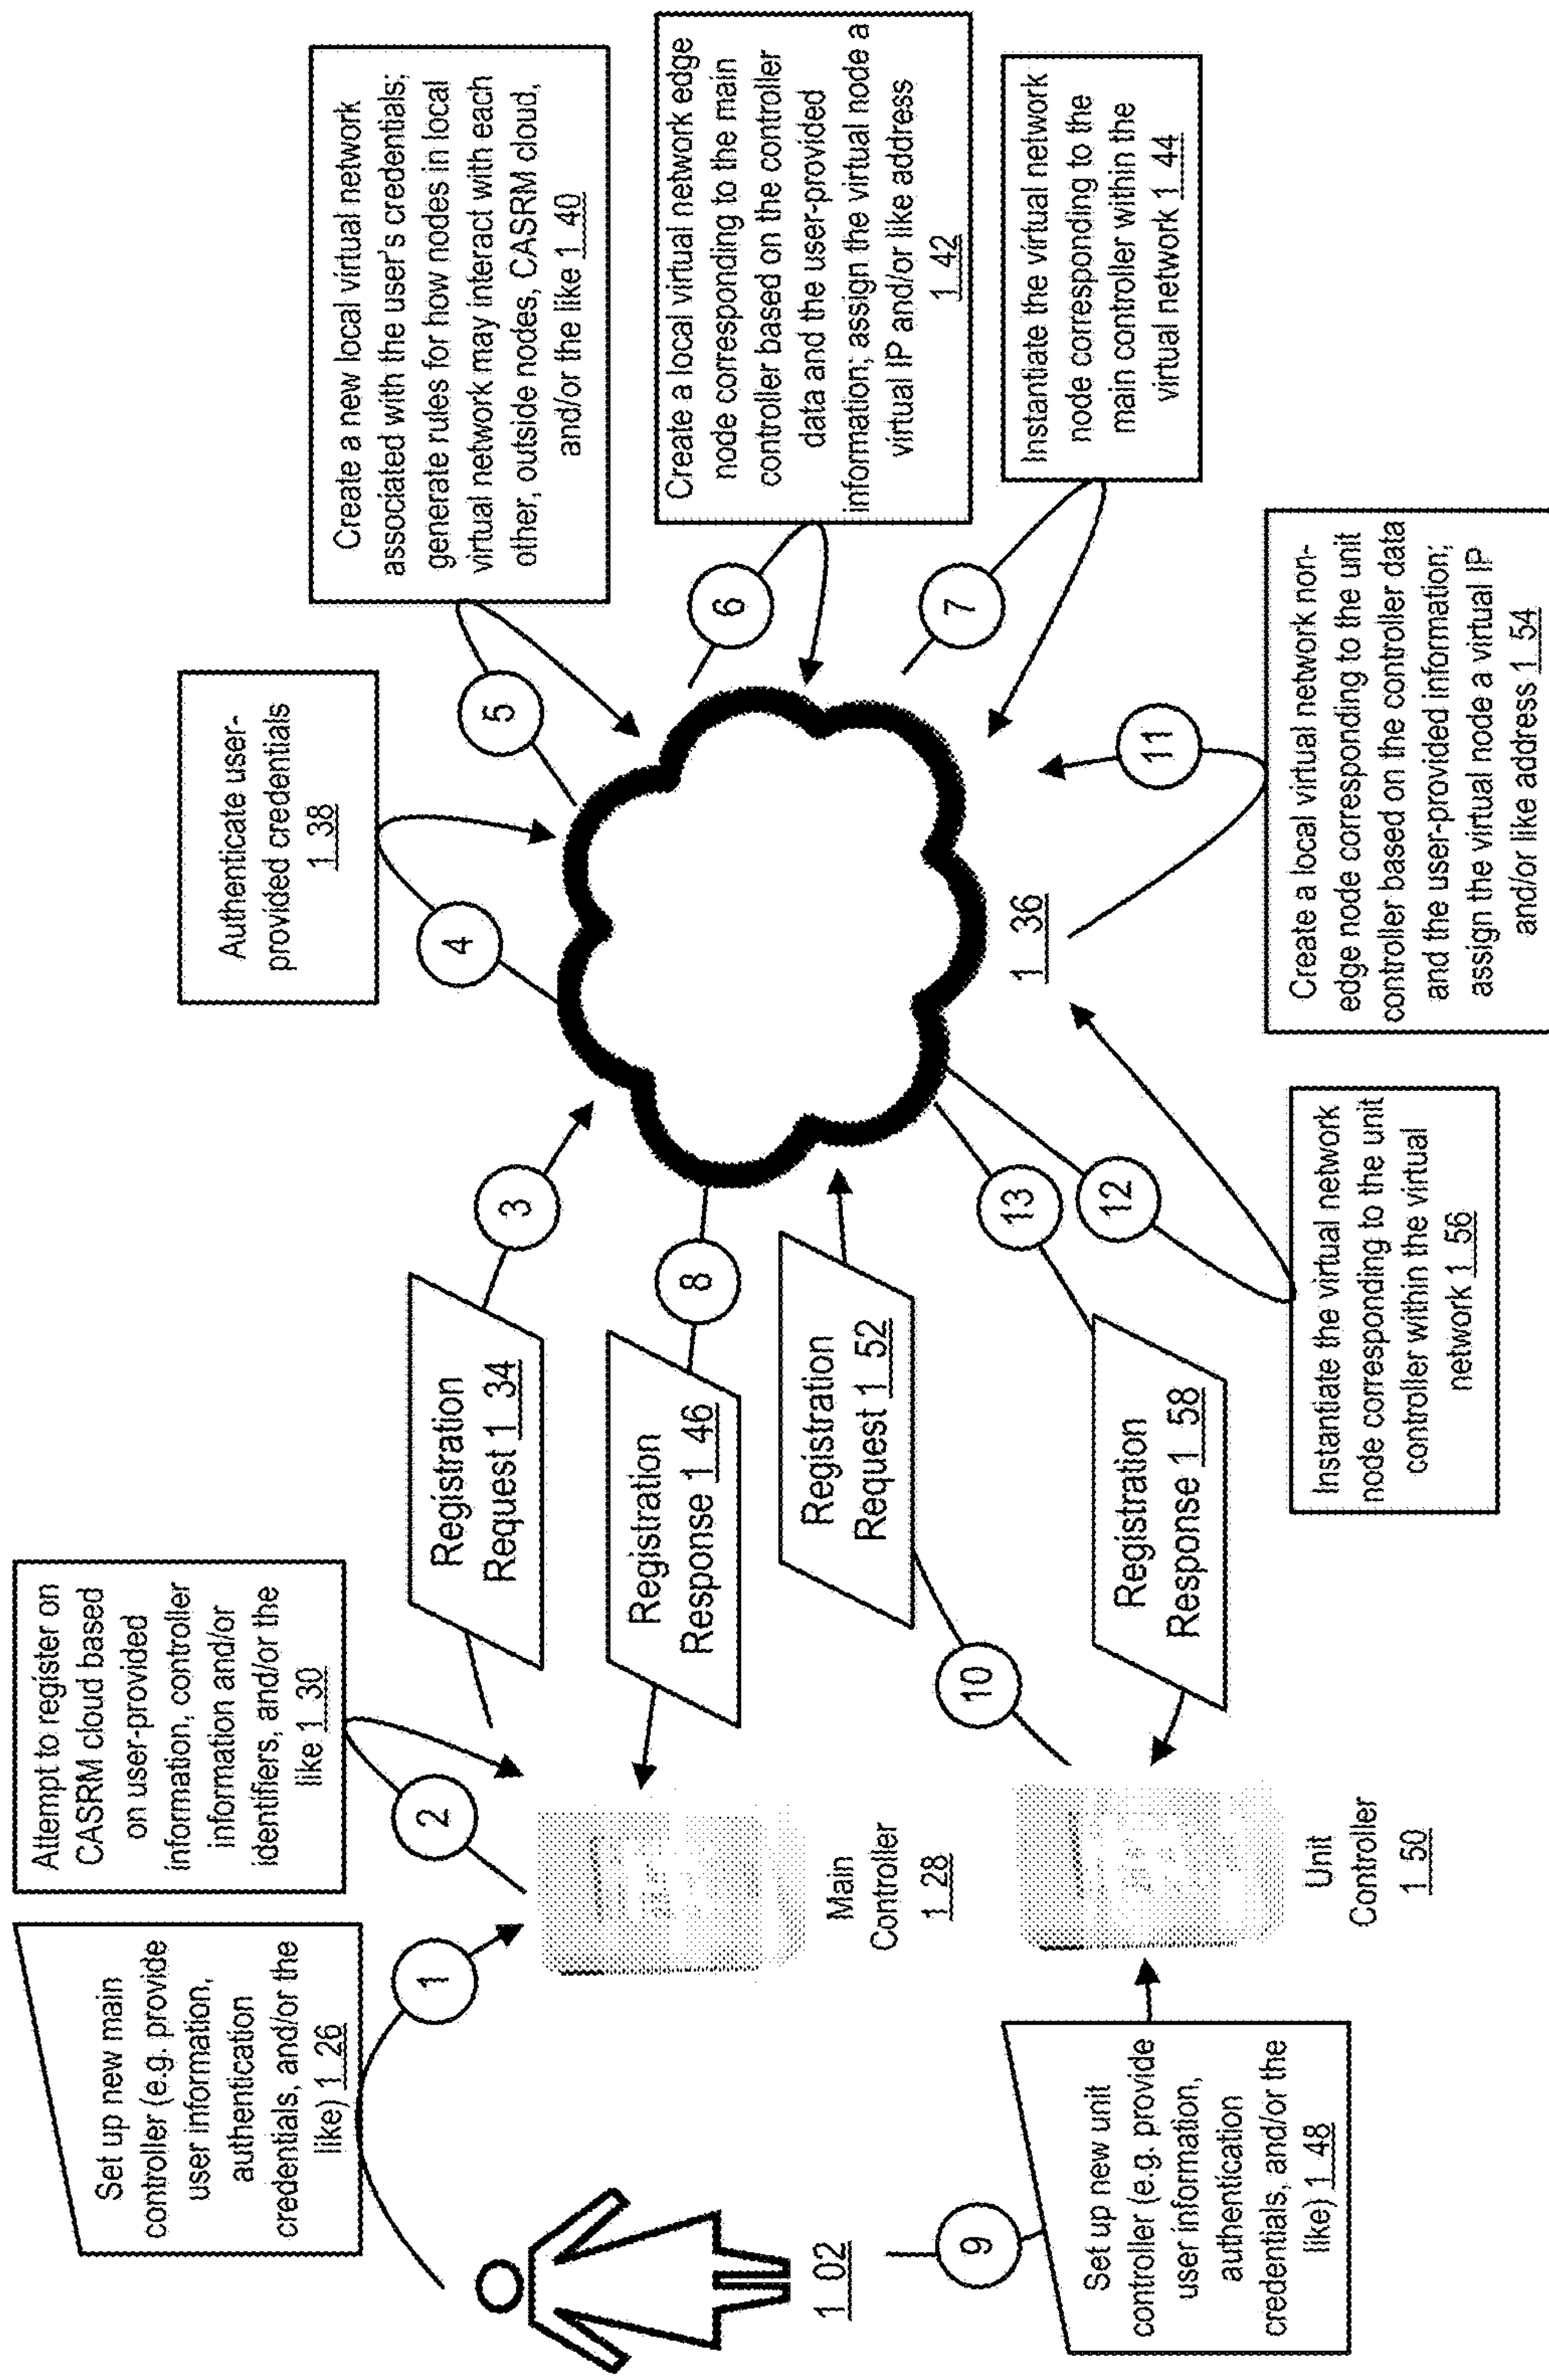 Set up new main
controller (e.g. provide
user information,
authentication
credentials, and/or the
like) 1 26
1
Attempt to register on
CASRM cloud based
on user-provided
information, controller
information and/or
identifiers, and/or the
like 1 30
2
Main
Controller
1 28
Registration
Request 1 34
3
1 36
Authenticate user-
provided credentials
1 38
4
Create a new local virtual network
associated with the user's credentials;
generate rules for how nodes in local
virtual network may interact with each
other, outside nodes, CASRM cloud,
and/or the like 1 40
5
Create a local virtual network edge
node corresponding to the main
controller based on the controller
data and the user-provided
information; assign the virtual node a
virtual IP and/or like address
1 42
6
Instantiate the virtual network
node corresponding to the
main controller within the
virtual network 1 44
7
Registration
Response 1 46
8
1 02
9
Set up new unit
controller (e.g. provide
user information,
authentication
credentials, and/or the
like) 1 48
Unit
Controller
1 50
10
Registration
Request 1 52
11
Create a local virtual network non-
edge node corresponding to the unit
controller based on the controller data
and the user-provided information;
assign the virtual node a virtual IP
and/or like address 1 54
12
Instantiate the virtual network
node corresponding to the unit
controller within the virtual
network 1 56
13
Registration
Response 1 58